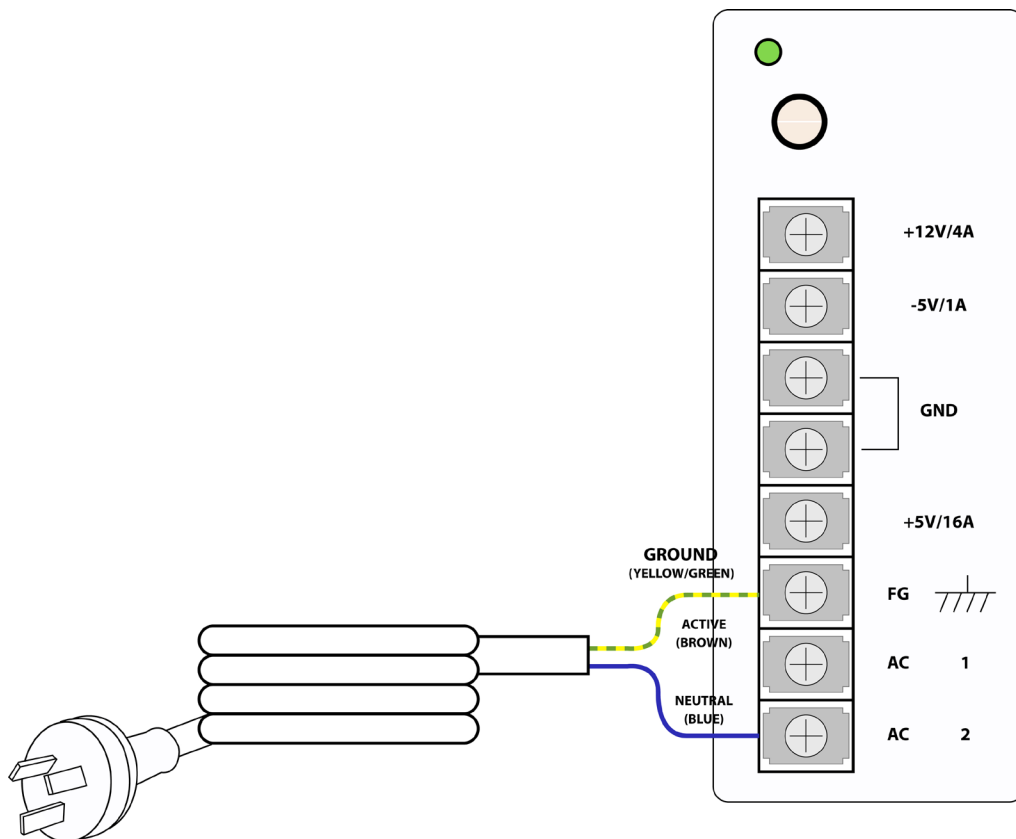 +12V/4A
-5V/1A
GND
+5V/16A
GROUND
(YELLOW/GREEN)
FG
ACTIVE
(BROWN)
AC 1
NEUTRAL
(BLUE)
AC 2